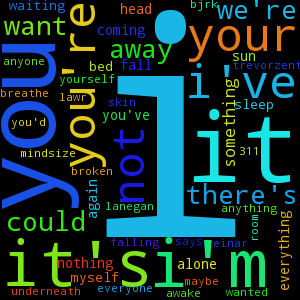 waiting
head
bjrk
we're
want
coming
your
away
anyone
bed
fall
sun
yourself
trevorzent
breathe
lawr
skin
i've
sleep
you
you're
you'd
you've
not
i
it
something
mindsize
311
broken
again
lanegan
there's
could
anything
room
everything
falling
says
einar
it's
i'm
nothing
alone
myself
maybe
underneath
everyone
awake
wanted